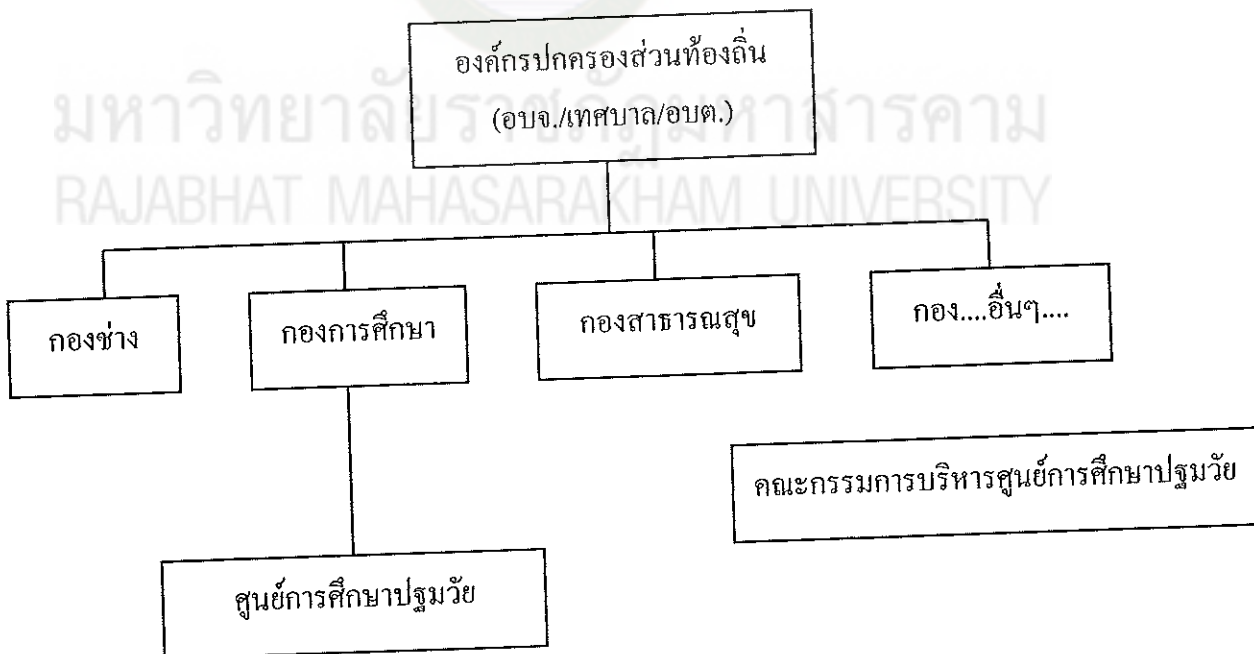 องค์กรปกครองส่วนท้องถิ่น
(อบจ./เทศบาล/อบต.)
มหาวิทยาลัยราชภัฏมหาสารคาม
RAJABHAT MAHASARAKHAM UNIVERSITY
กองช่าง
กองการศึกษา
กองสาธารณสุข
กอง....อื่นๆ....
คณะกรรมการบริหารศูนย์การศึกษาปฐมวัย
ศูนย์การศึกษาปฐมวัย